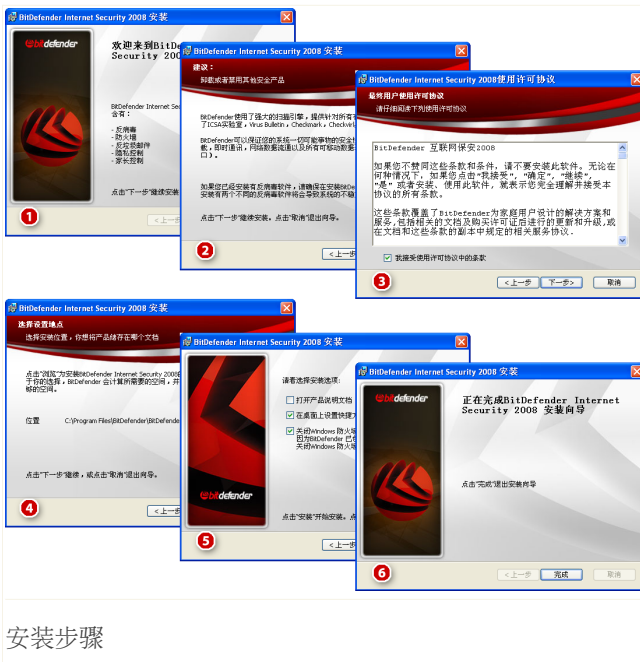 BitDefender Internet Security 2008 安装
bitdefender
欢迎来到BitDe
Security 200
BitDefender Internet Sec
含有：
- 反病毒
- 防火墙
- 反垃圾邮件
- 隐私控制
- 家长控制
点击"下一步"继续安装
<上一
1
BitDefender Internet Security 2008 安装
建议：
卸载或者禁用其他安全产品
BitDefender使用了强大的扫描引擎，提供针对所有
了ICSA实验室，Virus Bulletin，Checkmark，Checkvir
BitDefender可以保证您的系统一切可能事物的安全
载，即时通讯，网络数据流通以及所有可移动数据
口）。
如果您已经安装有反病毒软件，请确保在安装BitDe
安装有两个不同的反病毒软件将会导致系统的不稳
点击"下一步"继续安装。点击"取消"退出向导。
<上一步
2
BitDefender Internet Security 2008使用许可协议
最终用户使用许可协议
请仔细阅读下列使用许可协议
BitDefender 互联网保安2008
如果您不赞同这些条款和条件，请不要安装此软件。无论在
何种情况下，如果您点击"我接受"，"确定"，"继续"，
"是" 或者安装、使用此软件，就表示您完全理解并接受本
协议的所有条款。
这些条款覆盖了BitDefender为家庭用户设计的解决方案和
服务，包括相关的文档及购买许可证后进行的更新和升级，或
在文档和这些条款的副本中规定的相关服务协议．
我接受使用许可协议中的条款
<上一步
下一步>
取消
3
BitDefender Internet Security 2008 安装
选择设置地点
选择安装位置，你想将产品储存在哪个文档
点击"浏览"为安装BitDefender Internet Security 2008
于你的选择，BitDefender 会计算所需要的空间，并
够的空间。
位置
C:\Program Files\BitDefender\BitDefende
点击"下一步"继续，或点击"取消"退出向导。
<上一步
4
BitDefender Internet Security 2008 安装
请看选择安装选项:
打开产品说明文档
在桌面上设置快捷方
关闭Windows 防火墙
因为BitDefender 已包
关闭Windows 防火墙
bitdefender
点击"安装"开始安装。点
<上一步
5
BitDefender Internet Security 2008 安装
bitdefender
正在完成BitDefender Internet
Security 2008 安装向导
点击"完成"退出安装向导
<上一步
完成
取消
6
安装步骤